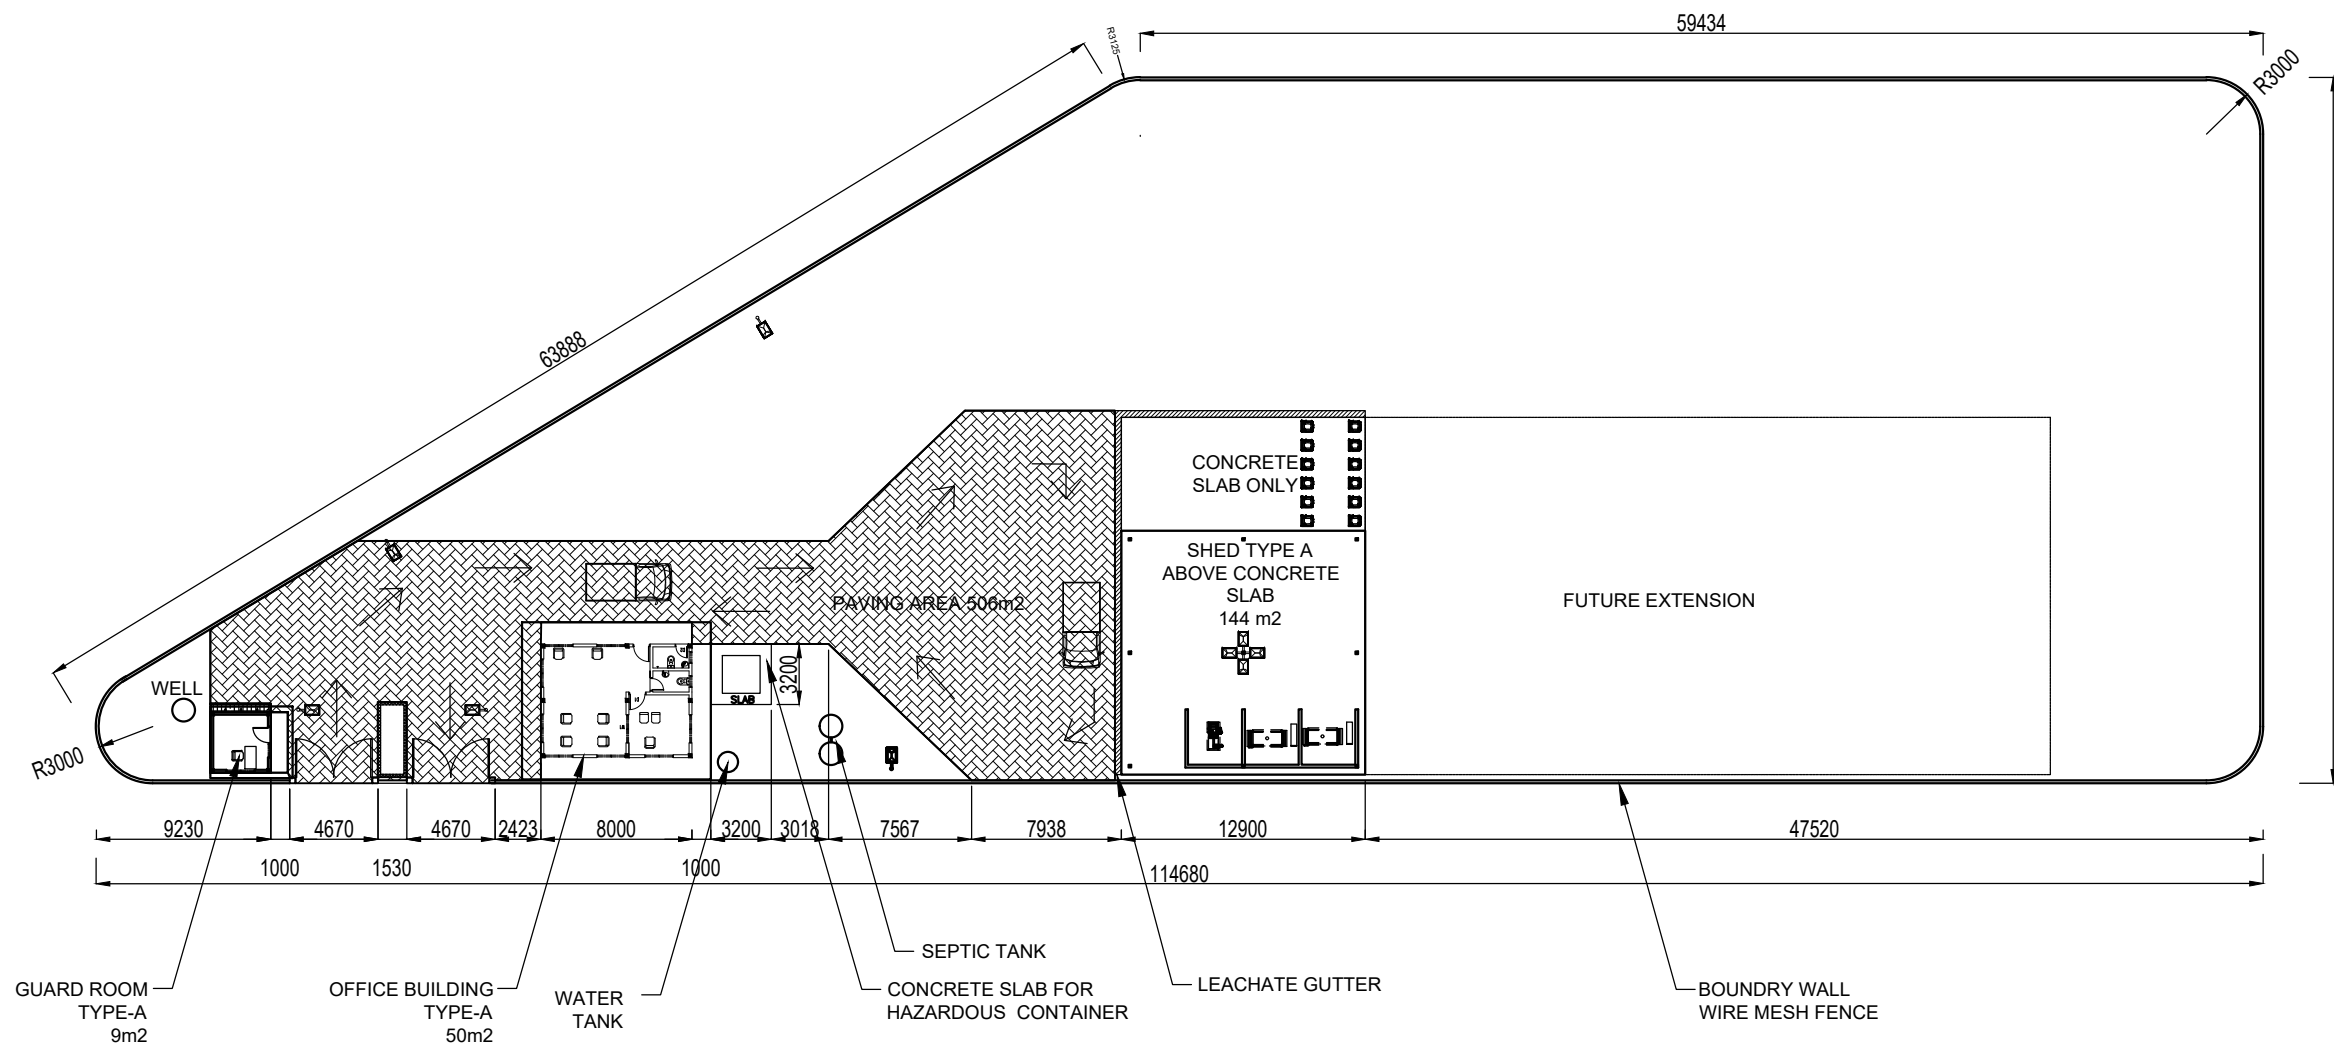 59434
R3125
R3000
63888
CONCRETE
SLAB ONLY
SHED TYPE A
ABOVE CONCRETE
SLAB
144 m2
FUTURE EXTENSION
PAVING AREA 506m2
WELL
3200
SLAB
R3000
9230
4670
4670
2423
8000
3200
3018
7567
7938
12900
47520
1000
1530
1000
114680
SEPTIC TANK
GUARD ROOM
TYPE-A
9m2
OFFICE BUILDING
TYPE-A
50m2
WATER
TANK
CONCRETE SLAB FOR
HAZARDOUS CONTAINER
LEACHATE GUTTER
BOUNDRY WALL
WIRE MESH FENCE